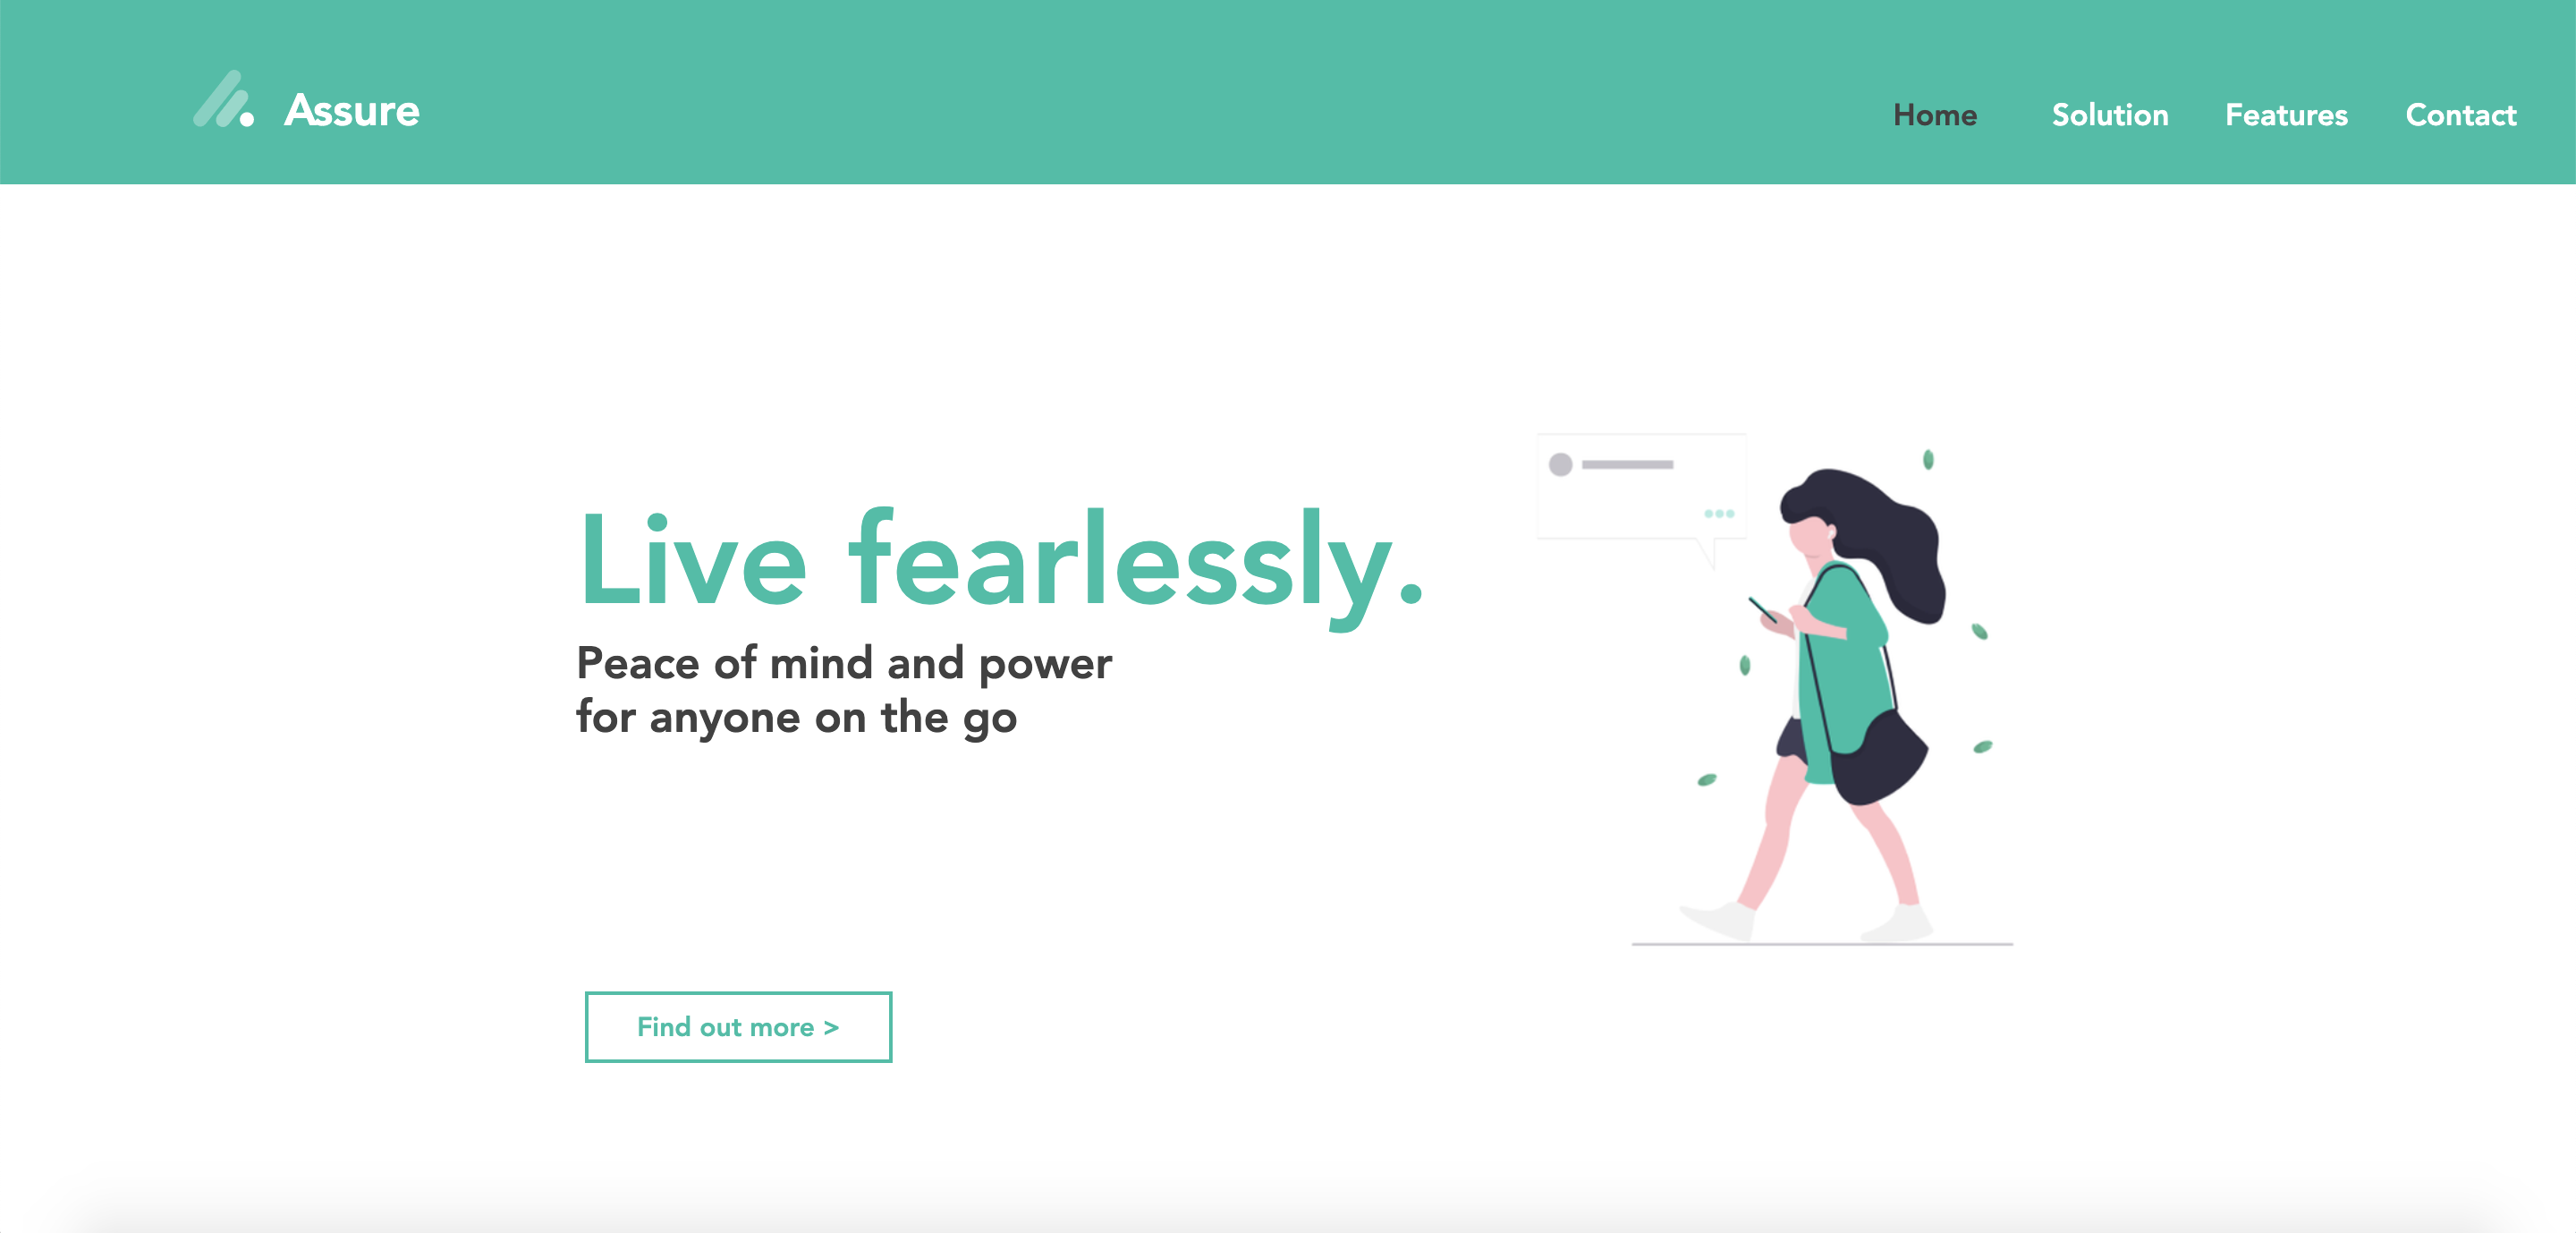 Assure
Home Solution Features Contact
Live fearlessly.
Peace of mind and power
for anyone on the go
Find out more >